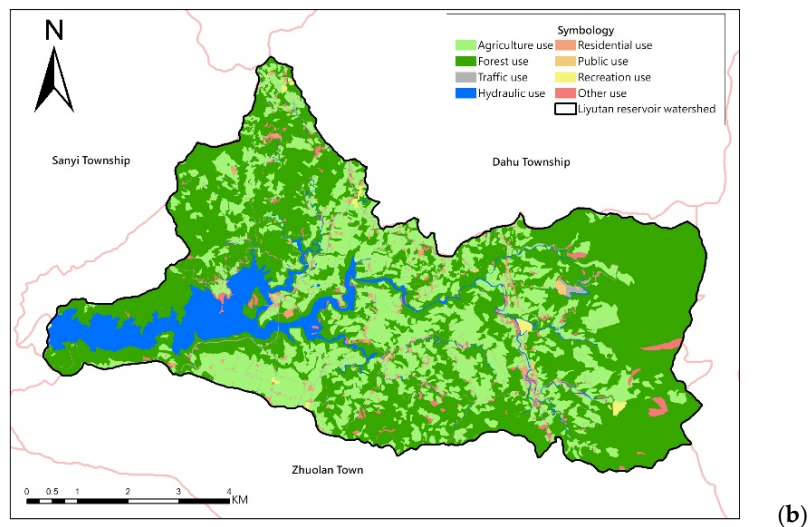 N
Symbology
Agriculture use
Residential use
Forest use
Public use
Traffic use
Recreation use
Hydraulic use
Other use
Liyutan reservoir watershed
Sanyi Township
Dahu Township
Zhuolan Town
0 0.5 1 2 3 4
KM
(b)